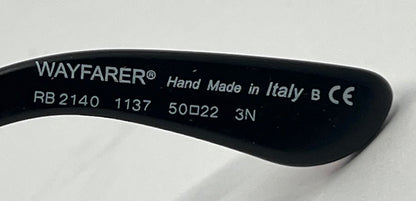 WAYFARER® Hand Made in Italy B CE
RB 2140 1137 50□22 3N